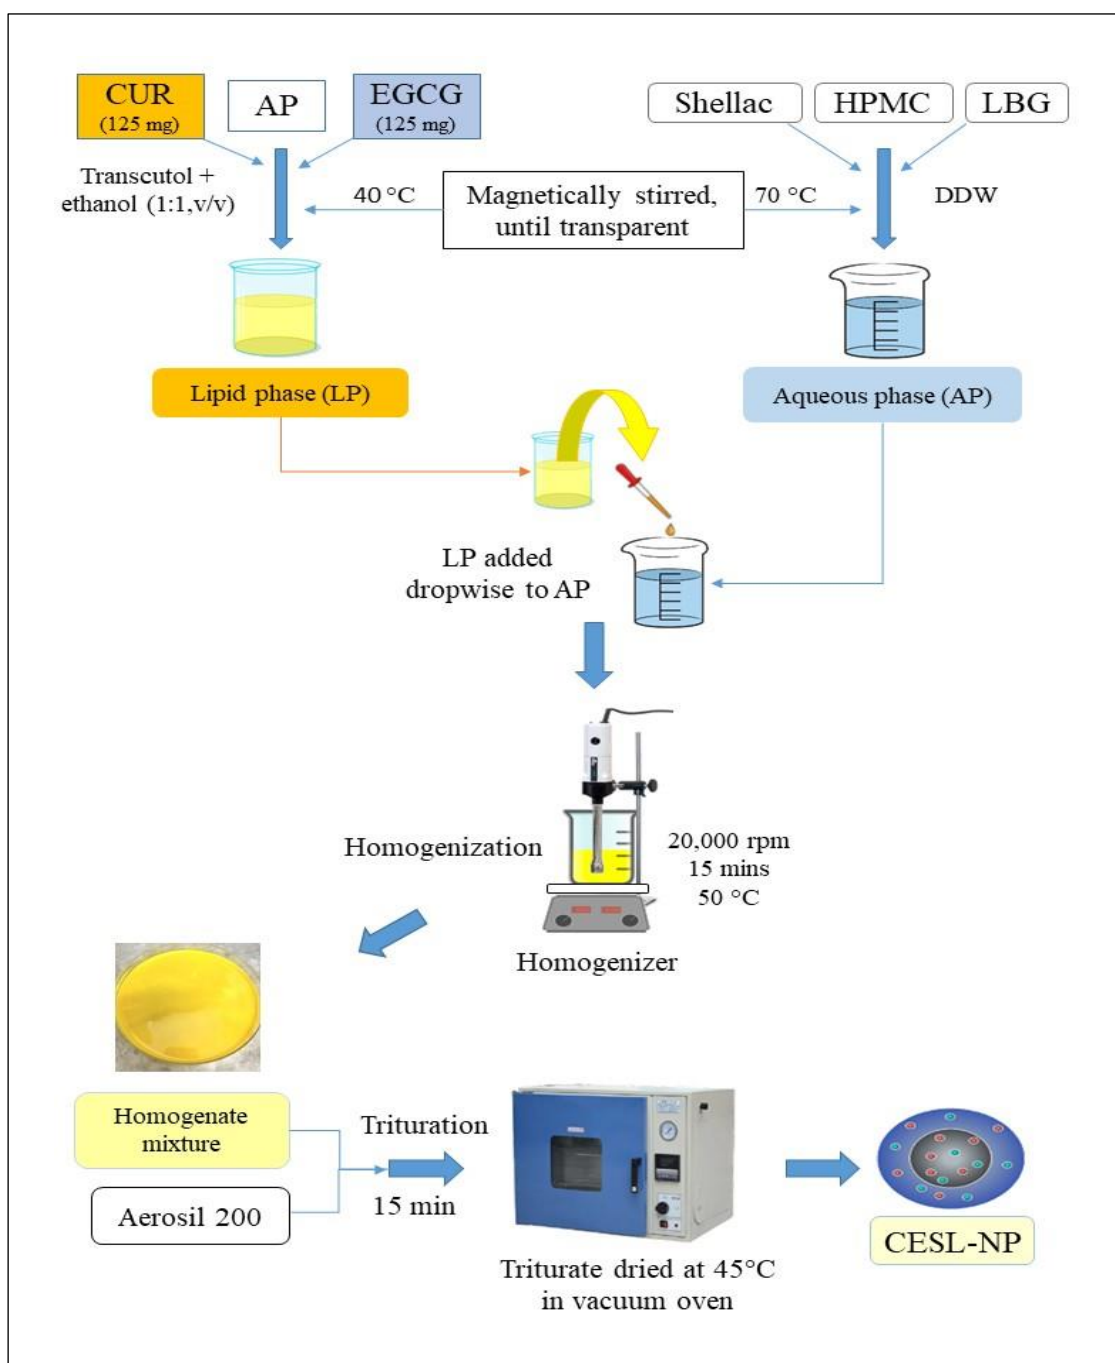 CUR
(125 mg)
AP
EGCG
(125 mg)
Shellac
HPMC
LBG
Transcutol +
ethanol (1:1,v/v)
40 °C
Magnetically stirred,
until transparent
70 °C
DDW
Lipid phase (LP)
Aqueous phase (AP)
LP added
dropwise to AP
Homogenization
20,000 rpm
15 mins
50 °C
Homogenizer
Homogenate
mixture
Aerosil 200
Trituration
15 min
Triturate dried at 45°C
in vacuum oven
CESL-NP